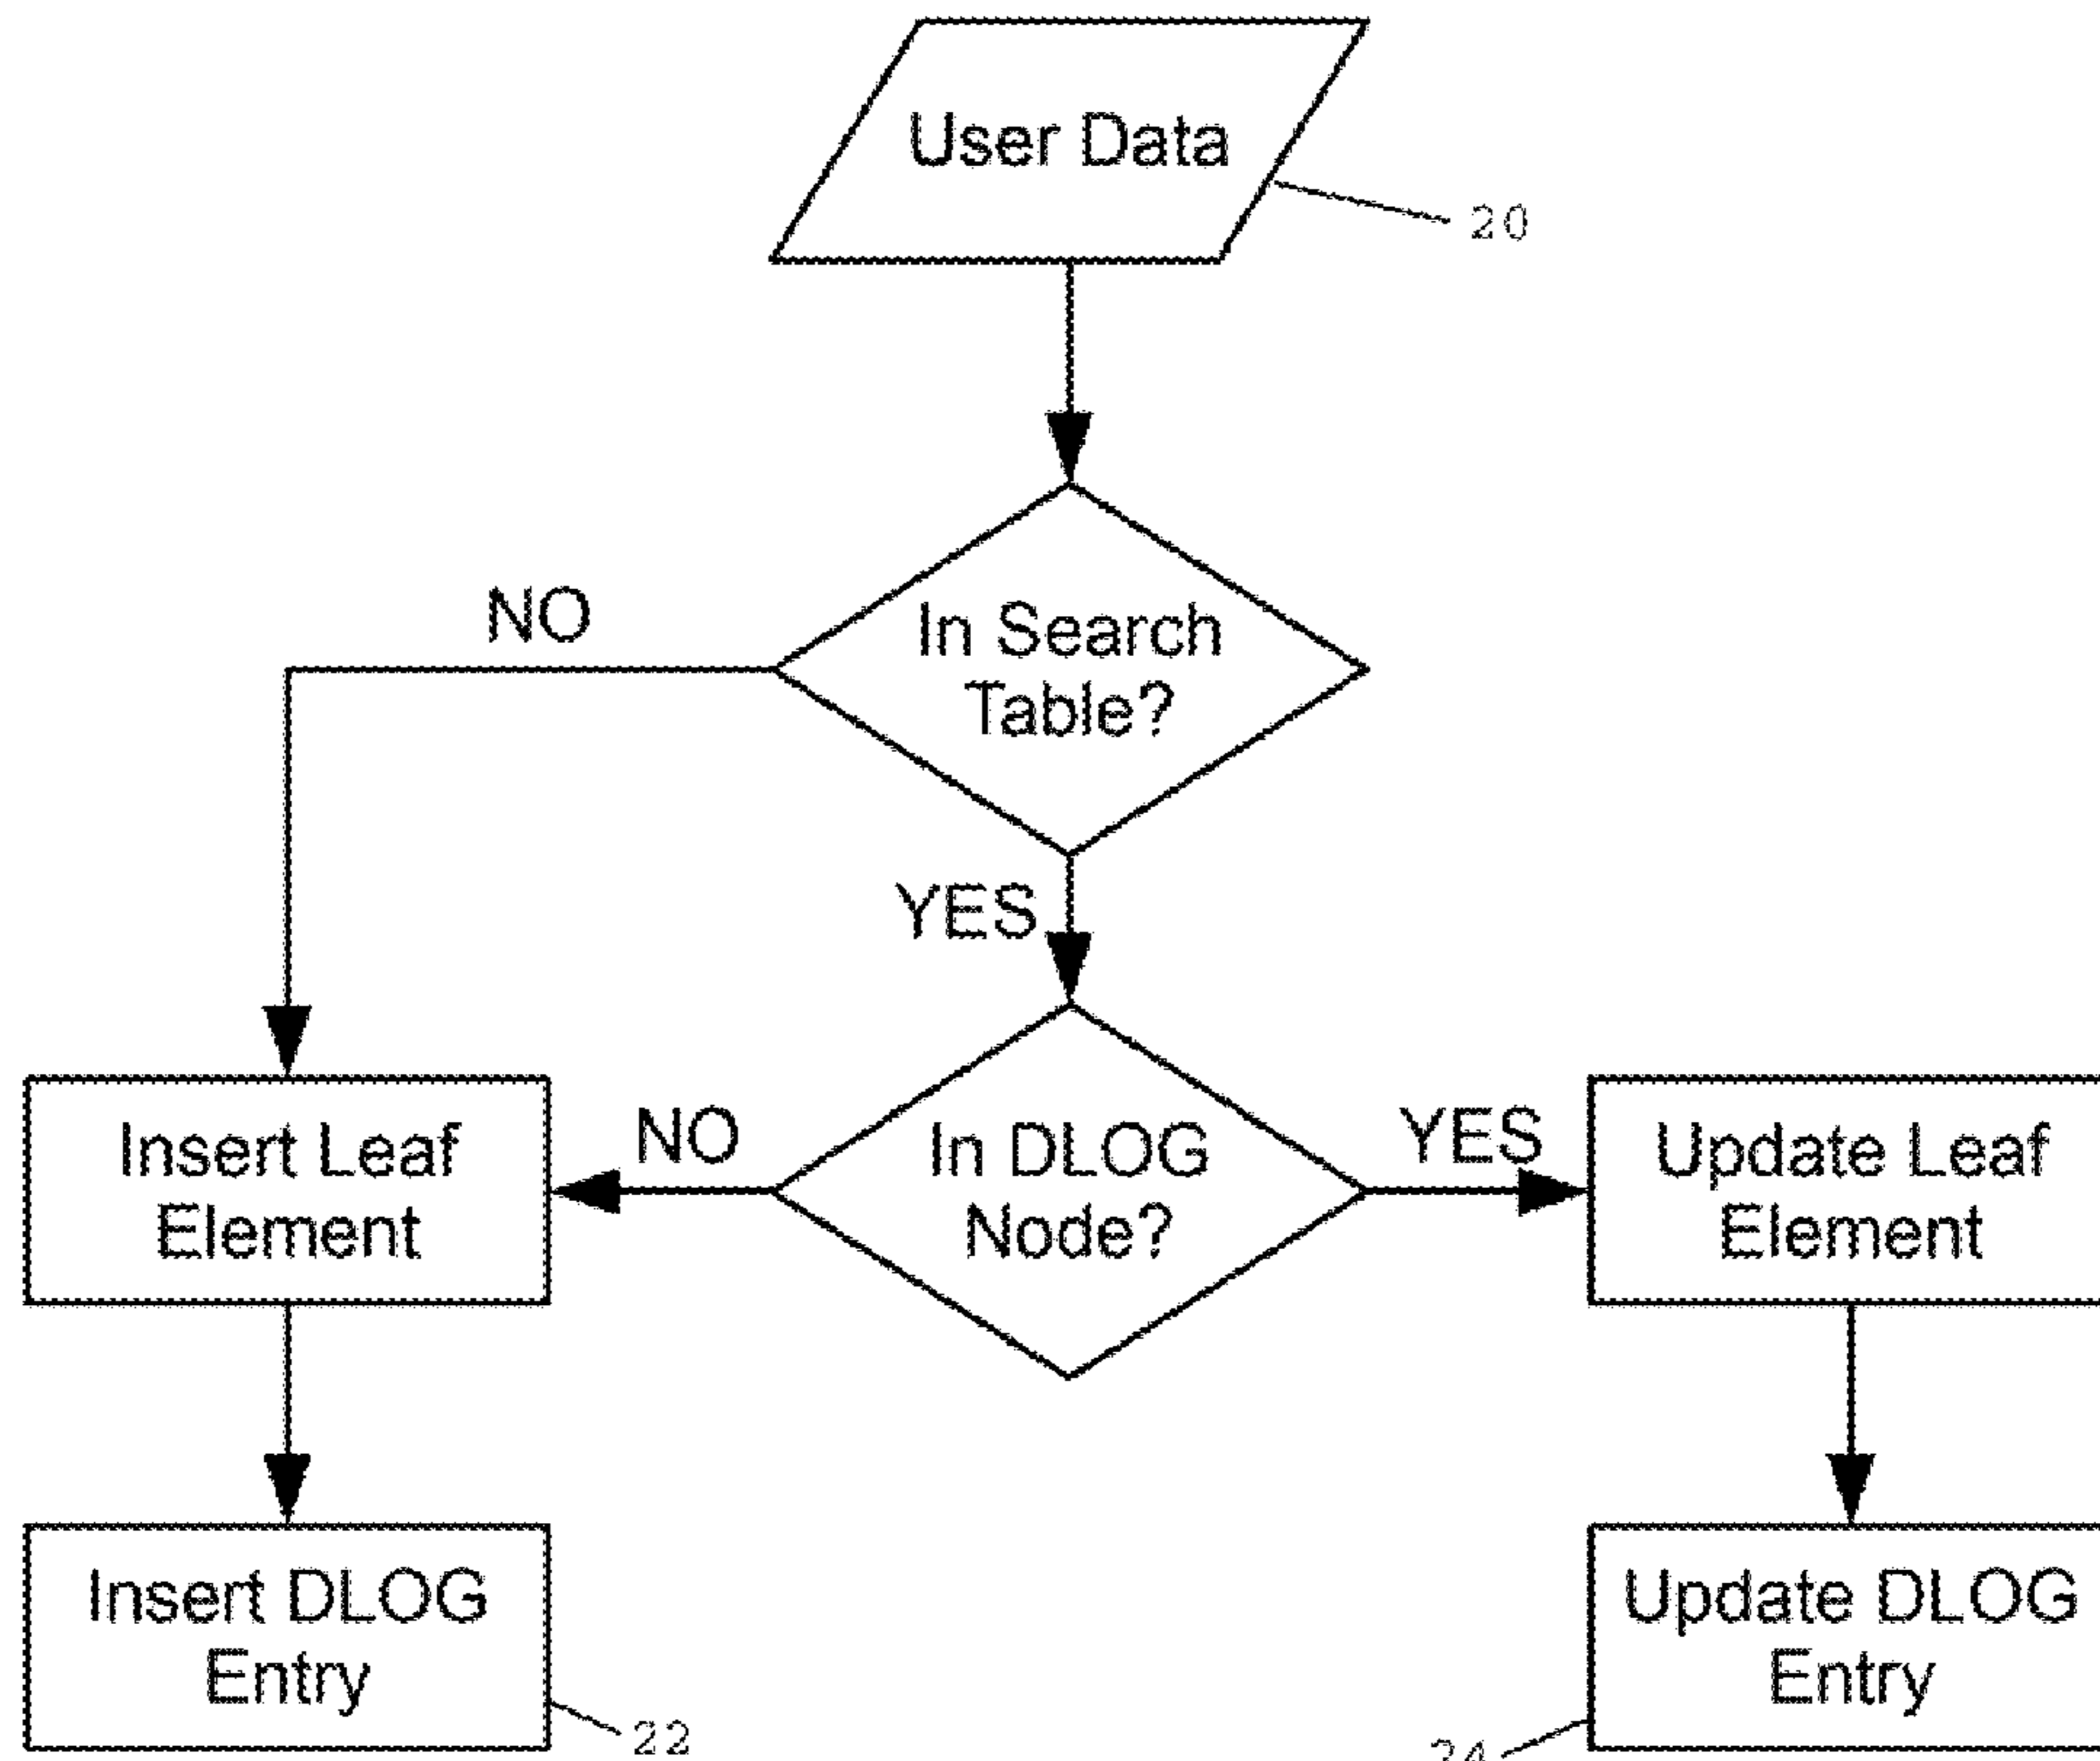 User Data
20
In Search
Table?
NO
YES
Insert Leaf
Element
NO
In DLOG
Node?
YES
Update Leaf
Element
Insert DLOG
Entry
22
Update DLOG
Entry
24